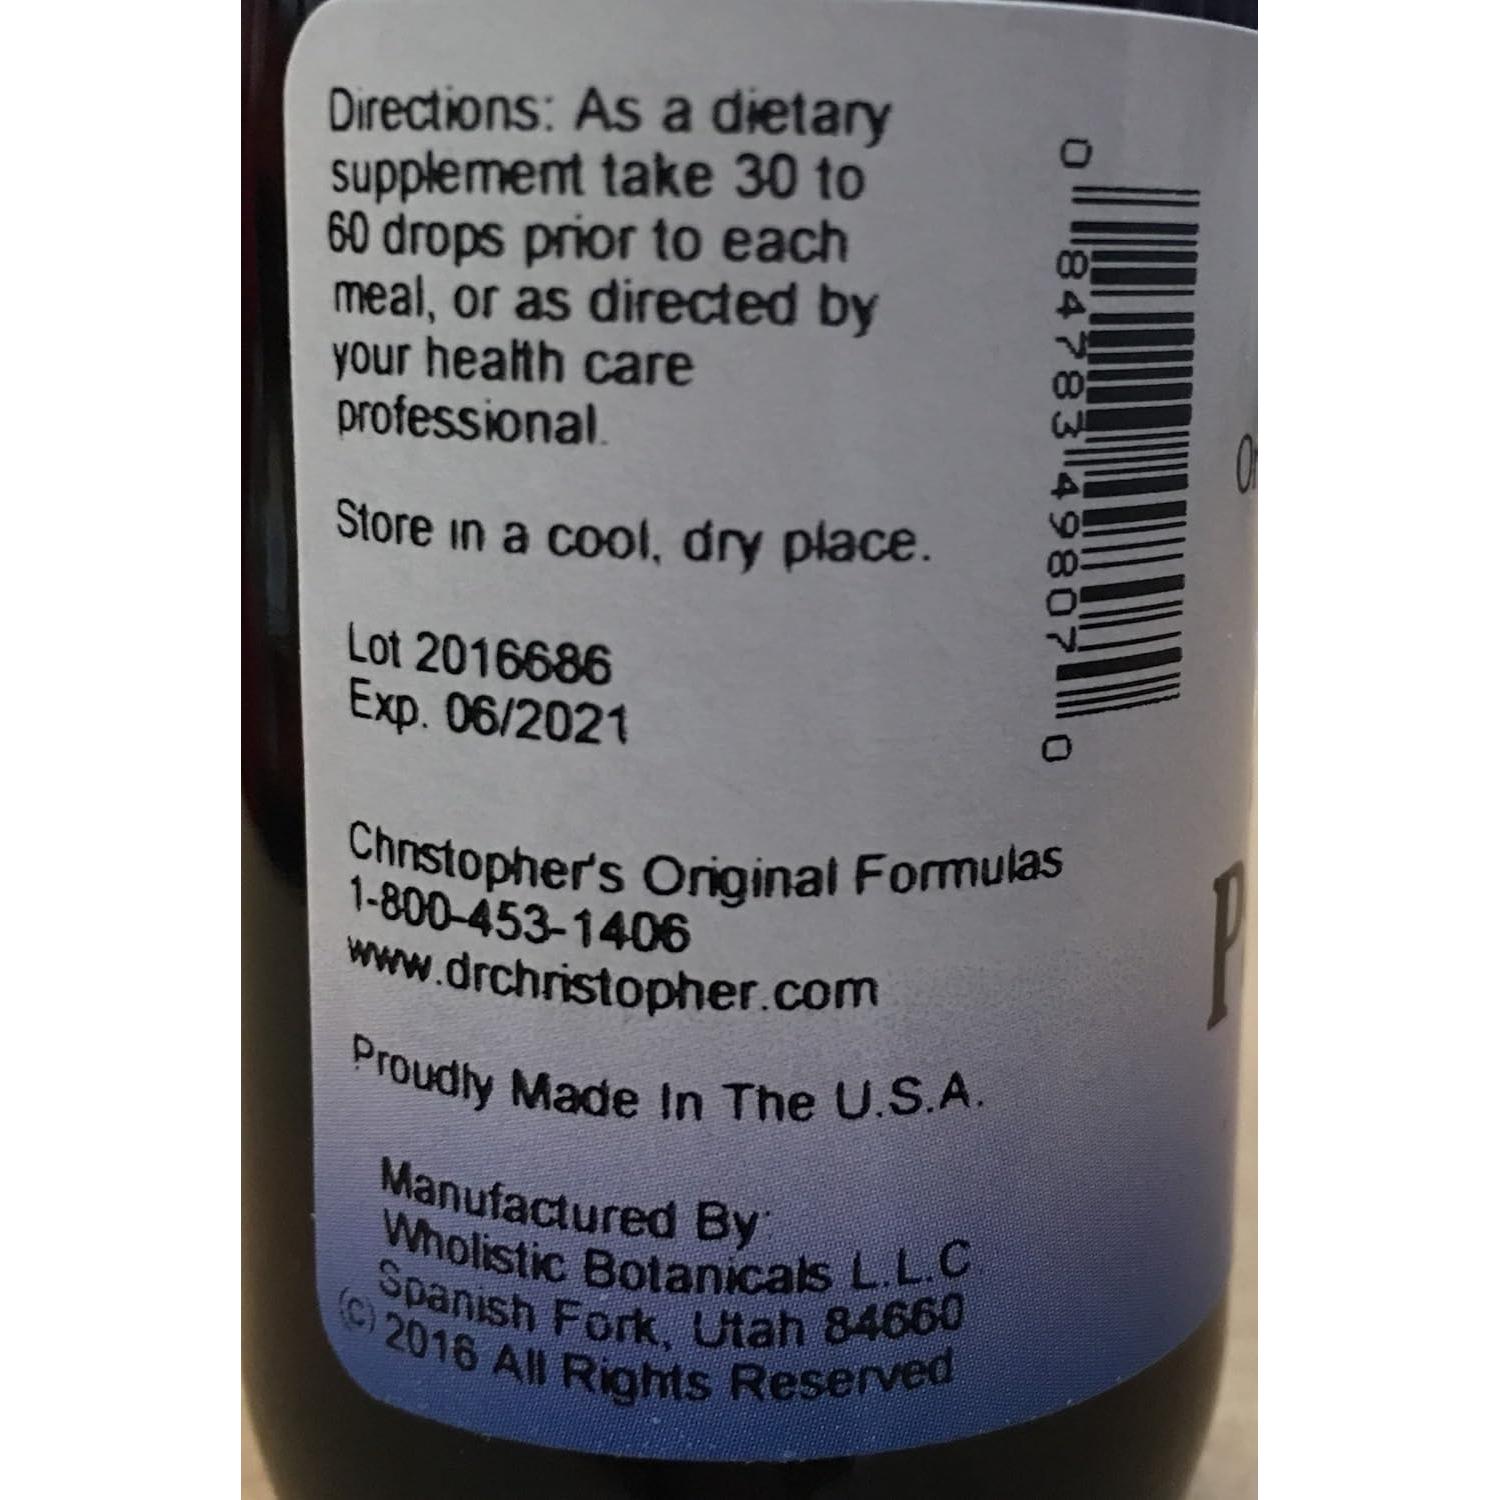 Directions: As a dietary
supplement take 30 to
60 drops prior to each
meal, or as directed by
your health care
professional.
Store in a cool, dry place.
Lot 2016686
Exp. 06/2021
Christopher's Original Formulas
1-800-453-1406
www.drchristopher.com
Proudly Made In The U.S.A.
Manufactured By:
Wholistic Botanicals L.L.C
Spanish Fork, Utah 84660
(c) 2016 All Rights Reserved
0 84783 49807 0